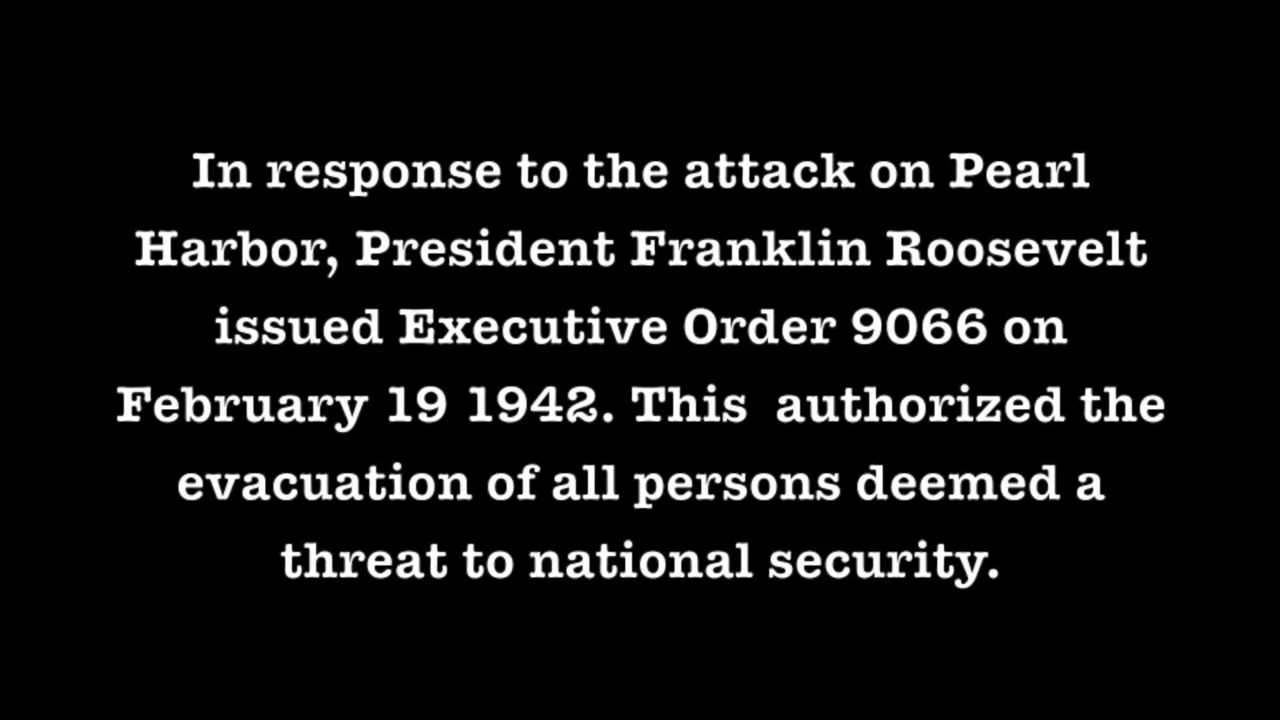 In response to the attack on Pearl
Harbor, President Franklin Roosevelt
issued Executive Order 9066 on
February 19 1942. This  authorized the
evacuation of all persons deemed a
threat to national security.